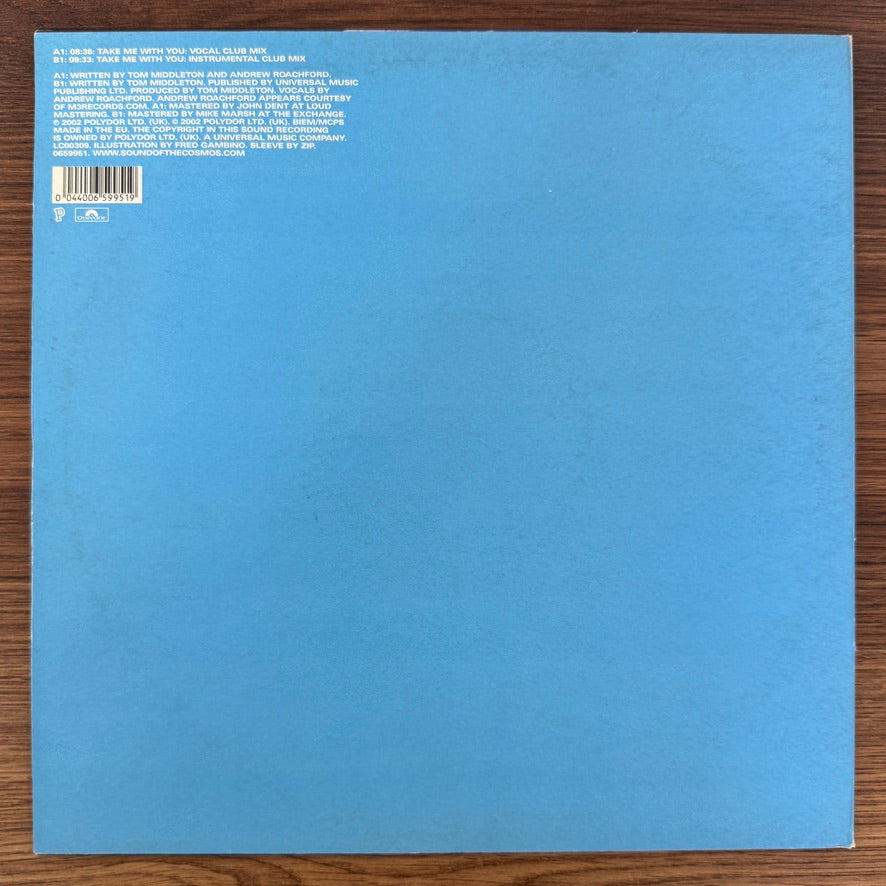 A1: 08:36: TAKE ME WITH YOU: VOCAL CLUB MIX
B1: 09:33: TAKE ME WITH YOU: INSTRUMENTAL CLUB MIX
A1: WRITTEN BY TOM MIDDLETON AND ANDREW ROACHFORD.
B1: WRITTEN BY TOM MIDDLETON. PUBLISHED BY UNIVERSAL MUSIC
PUBLISHING LTD. PRODUCED BY TOM MIDDLETON. VOCALS BY
ANDREW ROACHFORD. ANDREW ROACHFORD APPEARS COURTESY
OF M3RECORDS.COM. A1: MASTERED BY JOHN DENT AT LOUD
MASTERING. B1: MASTERED BY MIKE MARSH AT THE EXCHANGE.
℗ 2002 POLYDOR LTD. (UK). © 2002 POLYDOR LTD. (UK). BIEM/MCPS
MADE IN THE EU. THE COPYRIGHT IN THIS SOUND RECORDING
IS OWNED BY POLYDOR LTD. (UK). A UNIVERSAL MUSIC COMPANY.
LC00309. ILLUSTRATION BY FRED GAMBINO. SLEEVE BY ZIP.
0659951. WWW.SOUNDOFTHECOSMOS.COM
0 044006 599519
P Polydor